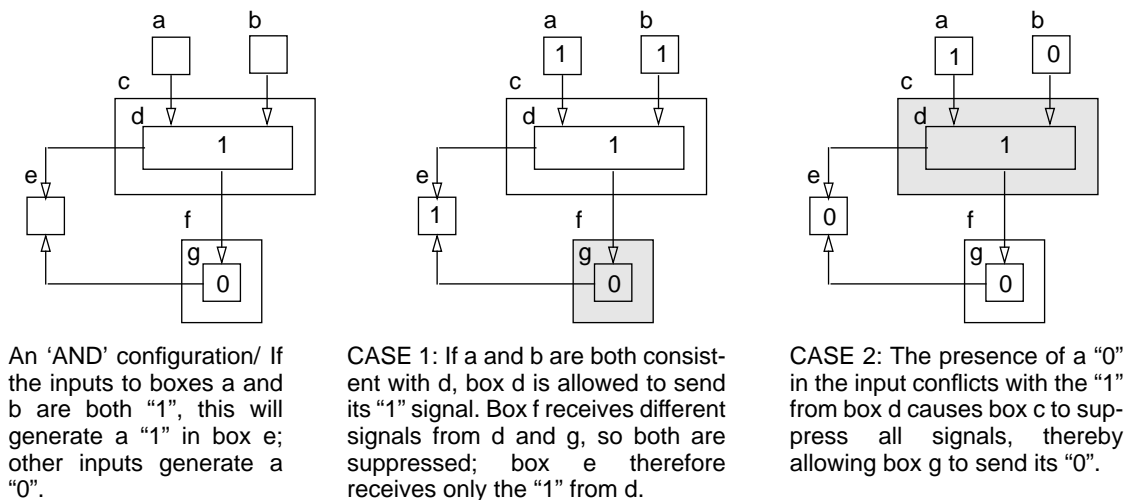 a
b
c
d
1
e
f
g
0
An ‘AND’ configuration/ If
the inputs to boxes a and
b are both “1”, this will
generate a “1” in box e;
other inputs generate a
“0”.
a
b
1
1
c
d
1
e
1
f
g
0
CASE 1: If a and b are both consist-
ent with d, box d is allowed to send
its “1” signal. Box f receives different
signals from d and g, so both are
suppressed; box e therefore
receives only the “1” from d.
a
b
1
0
c
d
1
e
0
f
g
0
CASE 2: The presence of a “0”
in the input conflicts with the “1”
from box d causes box c to sup-
press all signals, thereby
allowing box g to send its “0”.